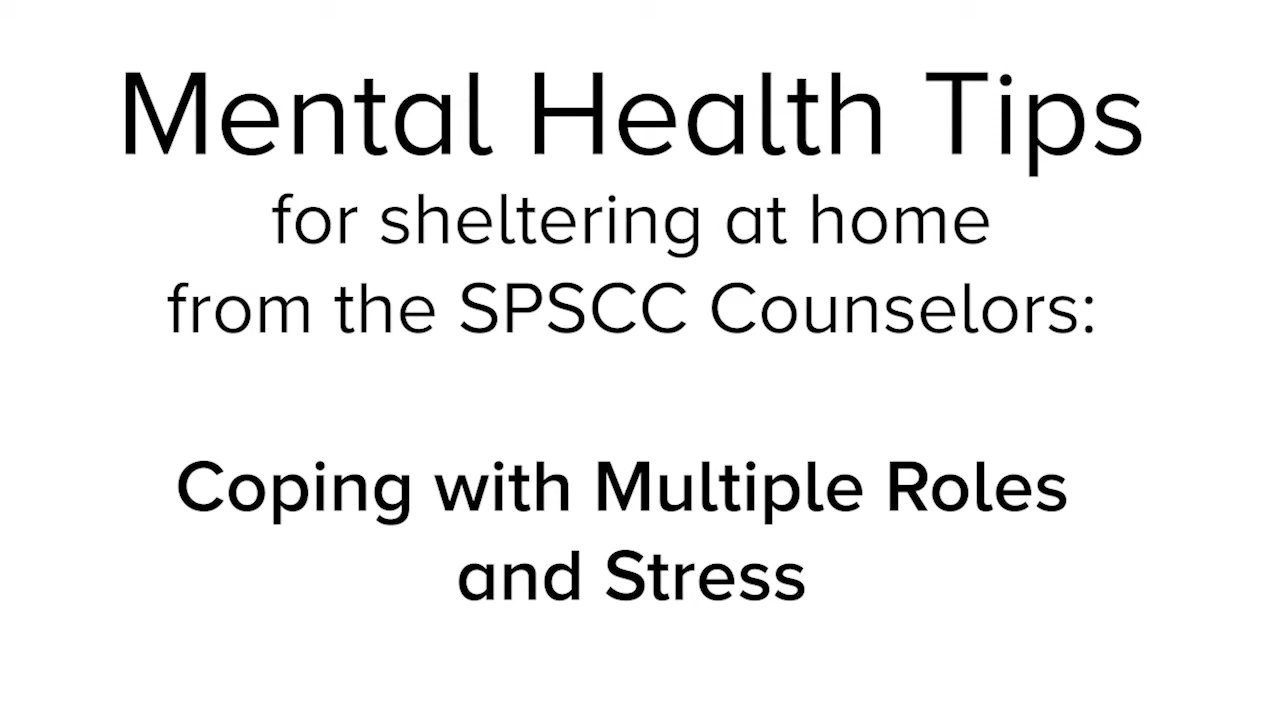 Mental Health Tips
for sheltering at home
from the SPSCC Counselors:
Coping with Multiple Roles
and Stress